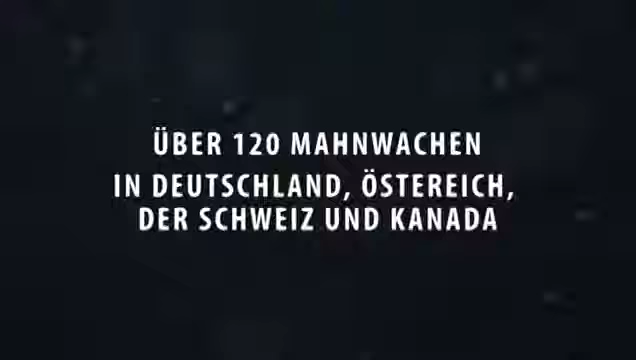 ÜBER 120 MAHNWACHEN
IN DEUTSCHLAND, ÖSTEREICH,
DER SCHWEIZ UND KANADA